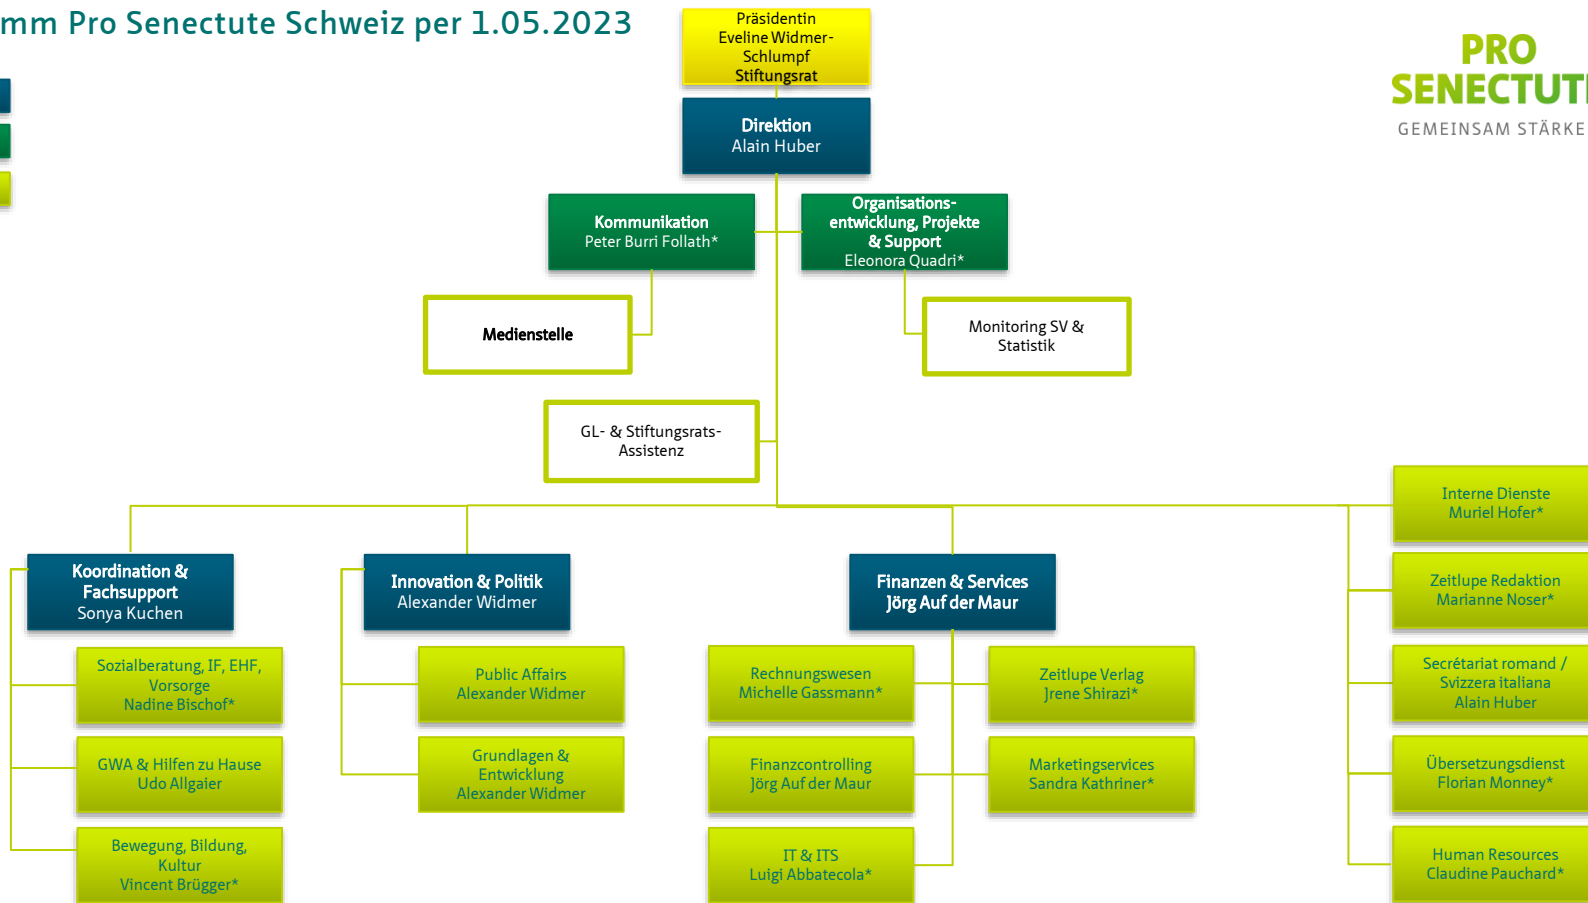 mm Pro Senectute Schweiz per 1.05.2023
Präsidentin
Eveline Widmer-
Schlumpf
Stiftungsrat
PRO
SENECTUTE
GEMEINSAM STÄRKE
Direktion
Alain Huber
Kommunikation
Peter Burri Follath*
Organisations-
entwicklung, Projekte
& Support
Eleonora Quadri*
Medienstelle
Monitoring SV &
Statistik
GL- & Stiftungsrats-
Assistenz
Koordination &
Fachsupport
Sonya Kuchen
Sozialberatung, IF, EHF,
Vorsorge
Nadine Bischof*
GWA & Hilfen zu Hause
Udo Allgaier
Bewegung, Bildung,
Kultur
Vincent Brügger*
Innovation & Politik
Alexander Widmer
Public Affairs
Alexander Widmer
Grundlagen &
Entwicklung
Alexander Widmer
Finanzen & Services
Jörg Auf der Maur
Rechnungswesen
Michelle Gassmann*
Finanzcontrolling
Jörg Auf der Maur
IT & ITS
Luigi Abbatecola*
Zeitlupe Verlag
Jrene Shirazi*
Marketingservices
Sandra Kathriner*
Interne Dienste
Muriel Hofer*
Zeitlupe Redaktion
Marianne Noser*
Secrétariat romand /
Svizzera italiana
Alain Huber
Übersetzungsdienst
Florian Monney*
Human Resources
Claudine Pauchard*